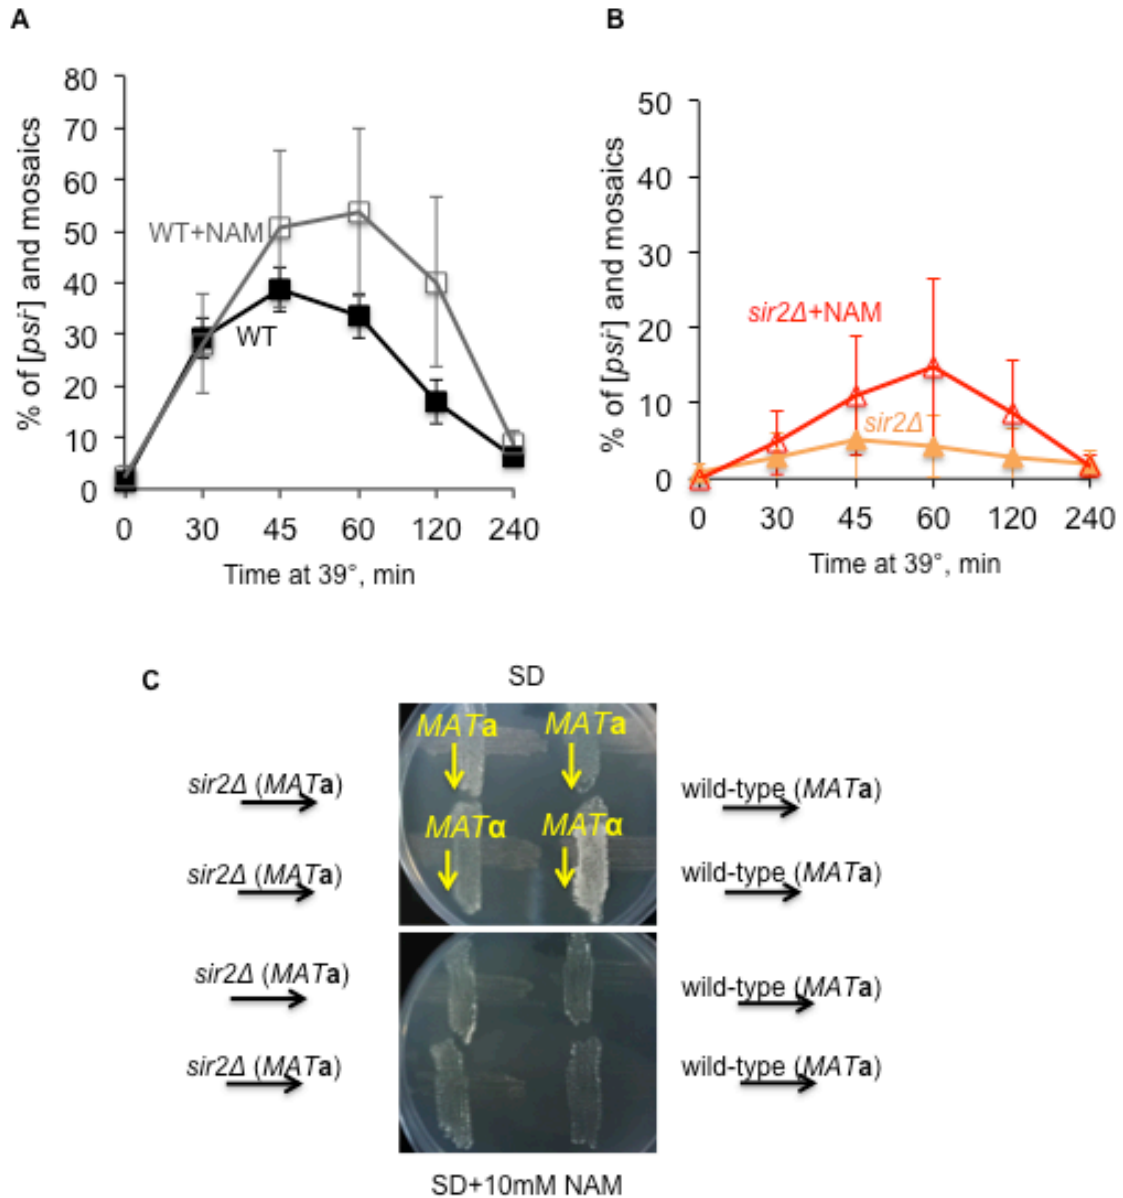 A
% of [psi-] and mosaics
80
70
60
50
40
30
20
10
0
WT+NAM
WT
0 30 45 60 120 240
Time at 39°, min
B
% of [psi-] and mosaics
50
40
30
20
10
0
sir2Δ+NAM
sir2Δ
0 30 45 60 120 240
Time at 39°, min
C
SD
MATa MATa
sir2Δ (MATa)
wild-type (MATa)
MATα MATα
sir2Δ (MATa)
wild-type (MATa)
sir2Δ (MATa)
wild-type (MATa)
sir2Δ (MATa)
wild-type (MATa)
SD+10mM NAM